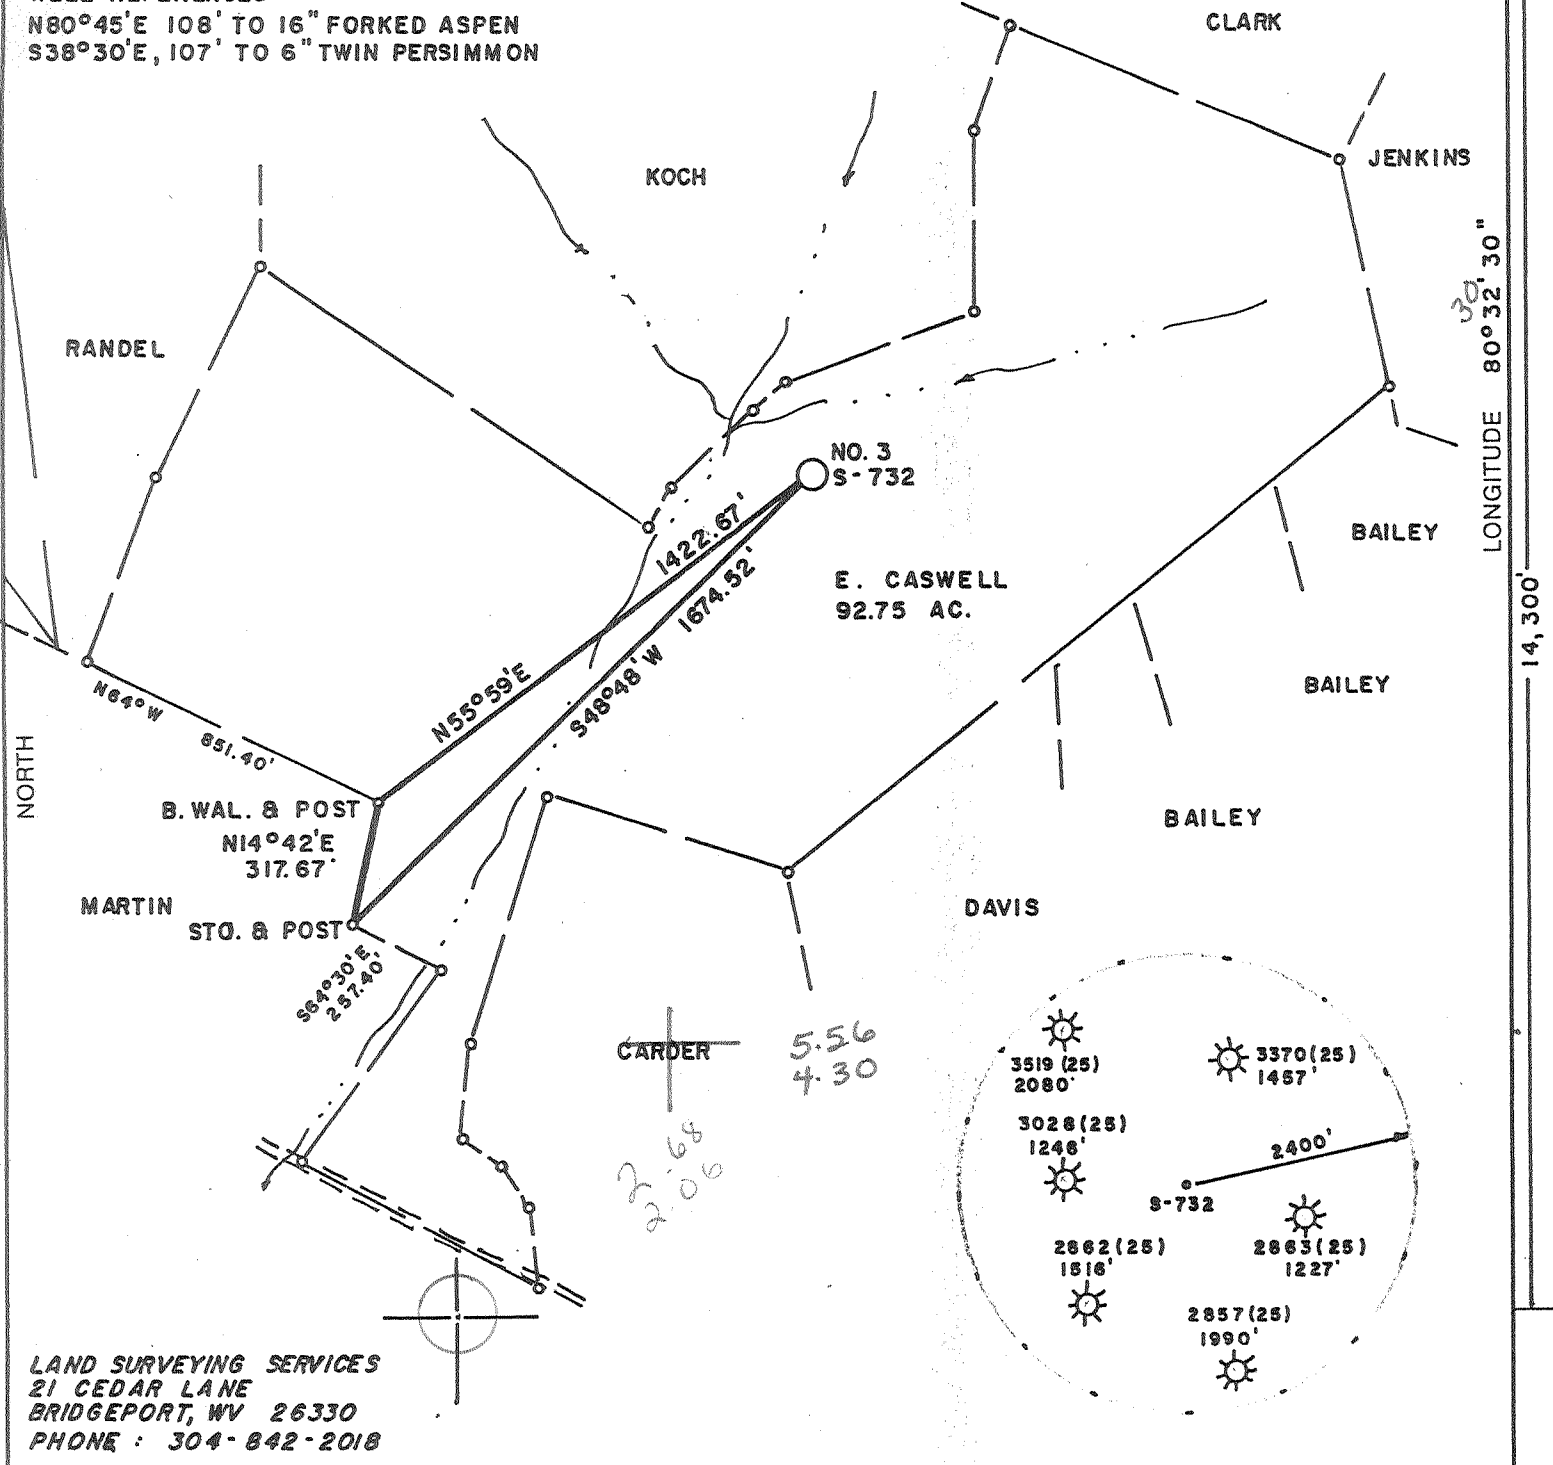 N80°45'E 108' TO 16" FORKED ASPEN
S38°30'E, 107' TO 6" TWIN PERSIMMON
CLARK
KOCH
JENKINS
RANDEL
30
LONGITUDE 80°32'30"
NO. 3
S-732
1422.67'
1674.52'
E. CASWELL
92.75 AC.
BAILEY
14,300'
N55°59'E
S48°48'W
BAILEY
N64°W
851.40'
NORTH
B. WAL. & POST
N14°42'E
317.67'
BAILEY
MARTIN
STO. & POST
DAVIS
S64°30'E
257.40'
CARDER
5.56
4.30
2.68
2.06
3519 (25)
2080'
3370(25)
1457'
3028(25)
1246'
2400'
S-732
2662(25)
1516'
2863(25)
1227'
2857(25)
1990'
LAND SURVEYING SERVICES
21 CEDAR LANE
BRIDGEPORT, WV 26330
PHONE : 304-842-2018